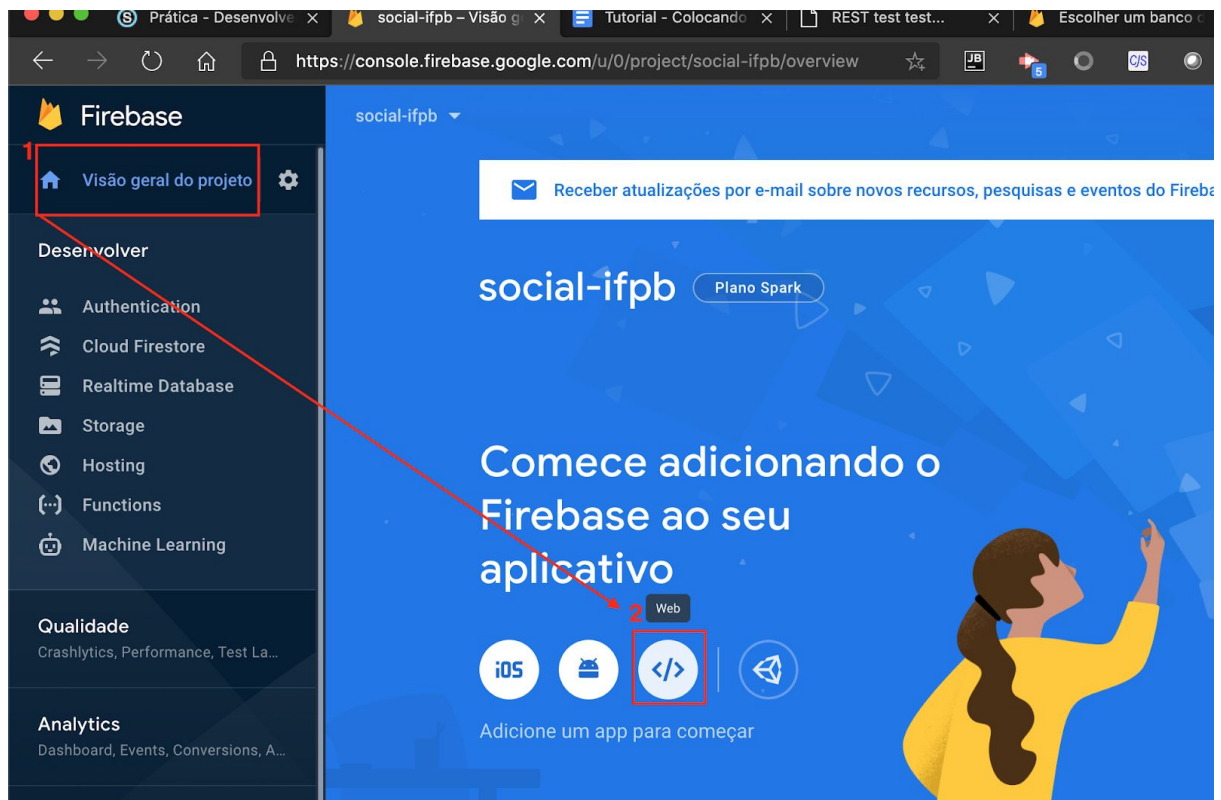 Prática - Desenvolve
social-ifpb – Visão g
Tutorial - Colocando
REST test test...
Escolher um banco d
https://console.firebase.google.com/u/0/project/social-ifpb/overview
JB
5
C/S
Firebase
social-ifpb
1
Visão geral do projeto
Receber atualizações por e-mail sobre novos recursos, pesquisas e eventos do Fireba
Desenvolver
social-ifpb
Plano Spark
Authentication
Cloud Firestore
Realtime Database
Storage
Hosting
Functions
Machine Learning
Comece adicionando o
Firebase ao seu
aplicativo
2
Web
iOS
</>
Adicione um app para começar
Qualidade
Crashlytics, Performance, Test La...
Analytics
Dashboard, Events, Conversions, A...